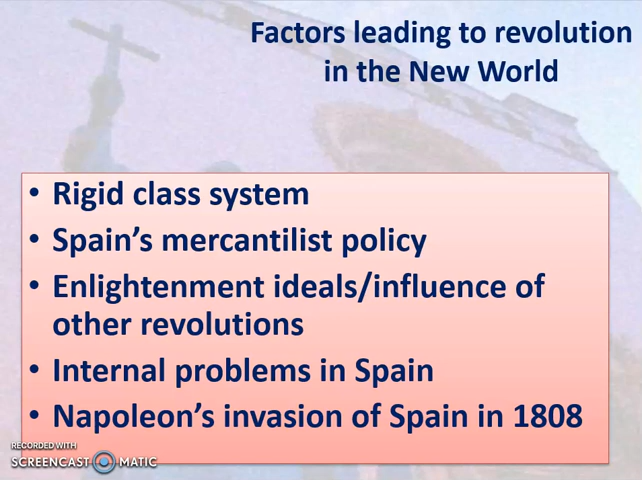 Factors leading to revolution
in the New World
• Rigid class system
• Spain's mercantilist policy
• Enlightenment ideals/influence of
other revolutions
• Internal problems in Spain
• Napoleon's invasion of Spain in 1808
RECORDED WITH
SCREENCAST MATIC